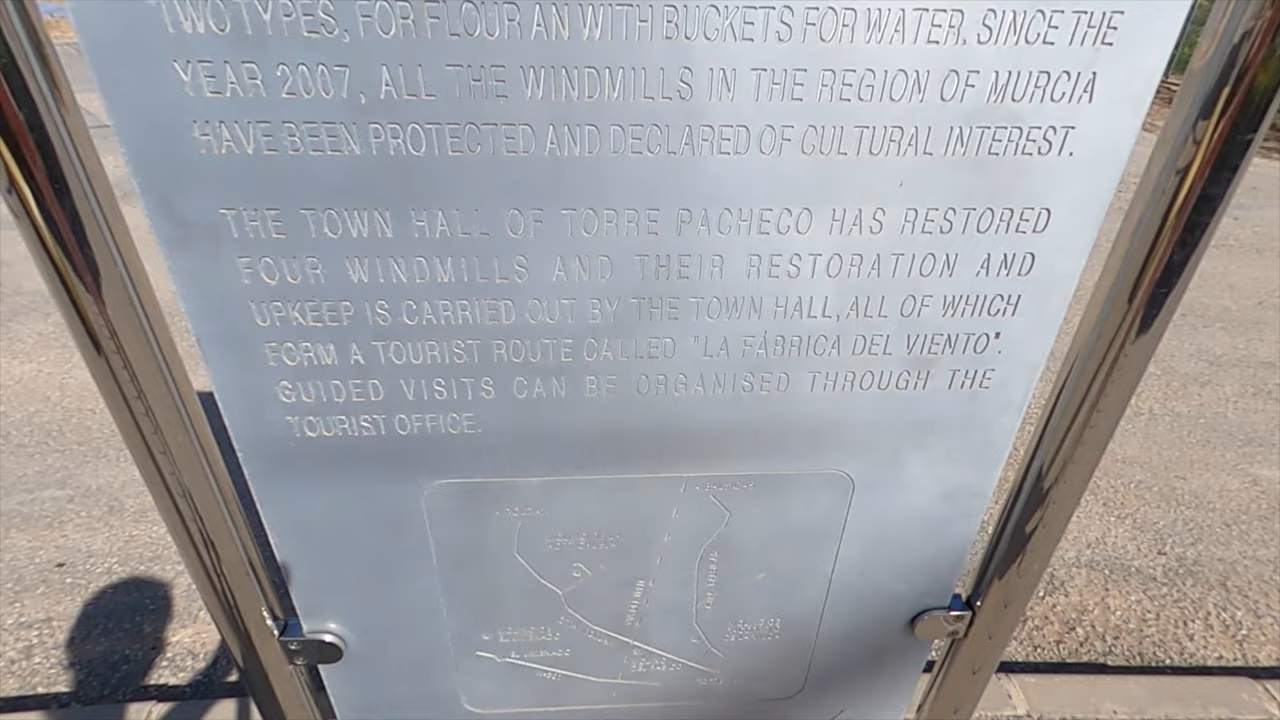 TWO TYPES, FOR FLOUR AN WITH BUCKETS FOR WATER. SINCE THE
YEAR 2007, ALL THE WINDMILLS IN THE REGION OF MURCIA
HAVE BEEN PROTECTED AND DECLARED OF CULTURAL INTEREST.
THE TOWN HALL OF TORRE PACHECO HAS RESTORED
FOUR WINDMILLS AND THEIR RESTORATION AND
UPKEEP IS CARRIED OUT BY THE TOWN HALL, ALL OF WHICH
FORM A TOURIST ROUTE CALLED "LA FÁBRICA DEL VIENTO".
GUIDED VISITS CAN BE ORGANISED THROUGH THE
TOURIST OFFICE.